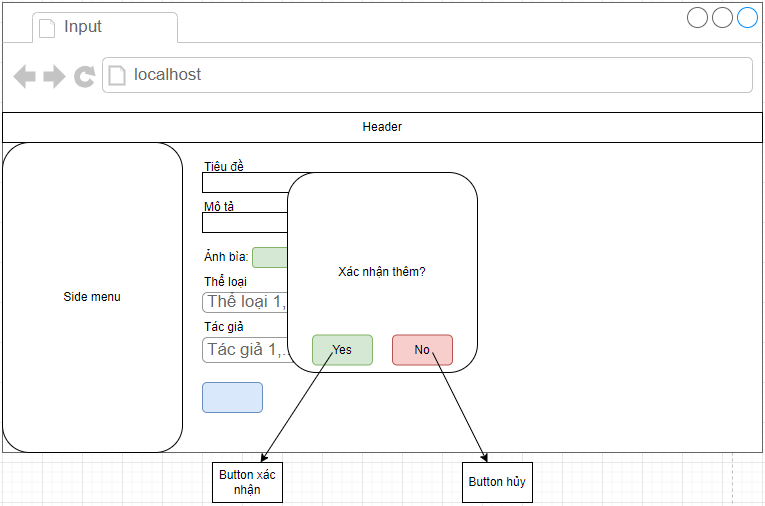 Input
localhost
Header
Side menu
Tiêu đề
Mô tả
Ảnh bìa:
Thể loại
Thể loại 1,
Tác giả
Tác giả 1,..
Xác nhận thêm?
Yes
No
Button xác
nhận
Button hủy